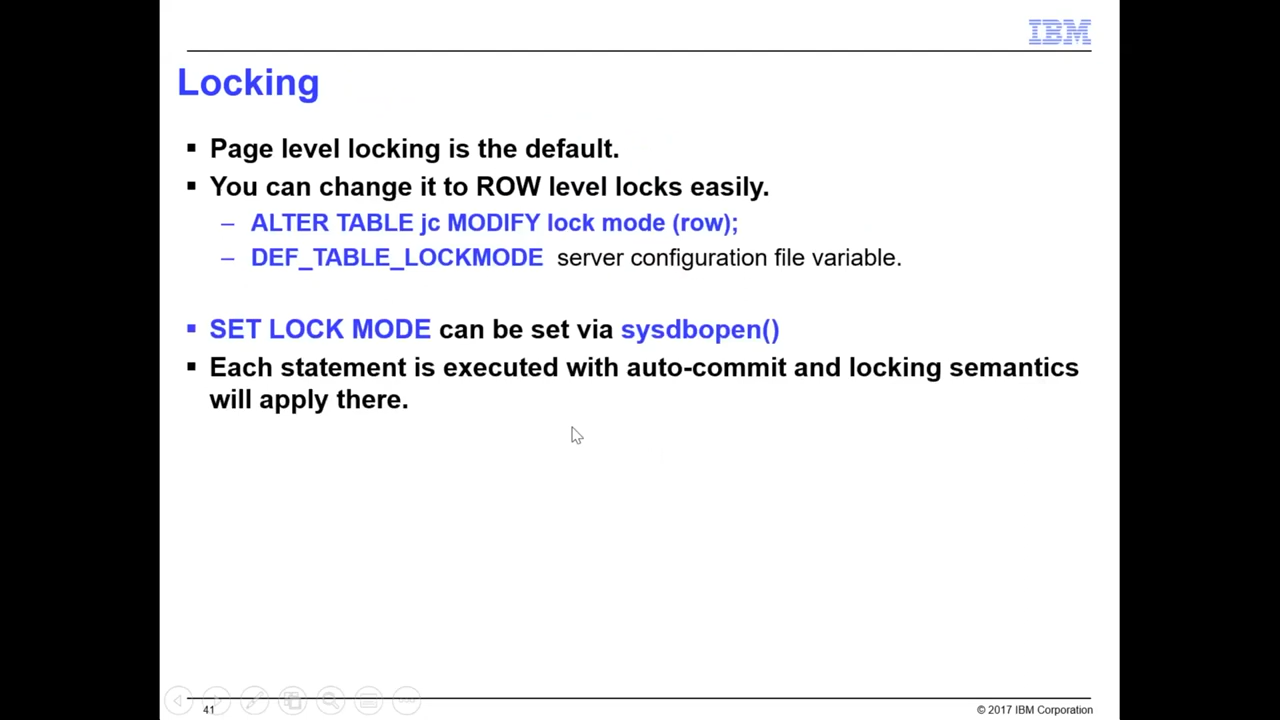 IBM
Locking
▪ Page level locking is the default.
▪ You can change it to ROW level locks easily.
– ALTER TABLE jc MODIFY lock mode (row);
– DEF_TABLE_LOCKMODE server configuration file variable.
▪ SET LOCK MODE can be set via sysdbopen()
▪ Each statement is executed with auto-commit and locking semantics
will apply there.
41
© 2017 IBM Corporation